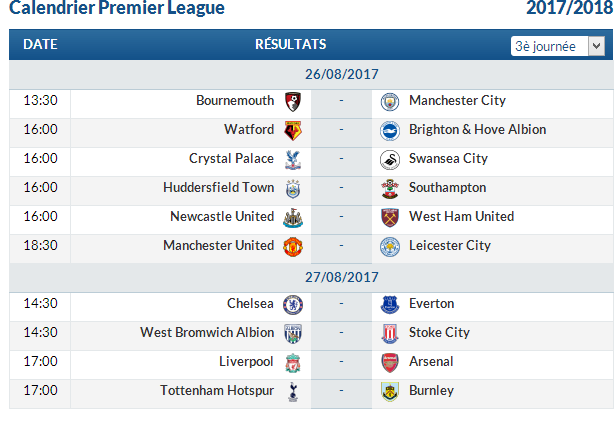 Calendrier Premier League 2017/2018
DATE RÉSULTATS 3è journée
26/08/2017
13:30 Bournemouth - Manchester City
16:00 Watford - Brighton & Hove Albion
16:00 Crystal Palace - Swansea City
16:00 Huddersfield Town - Southampton
16:00 Newcastle United - West Ham United
18:30 Manchester United - Leicester City
27/08/2017
14:30 Chelsea - Everton
14:30 West Bromwich Albion - Stoke City
17:00 Liverpool - Arsenal
17:00 Tottenham Hotspur - Burnley